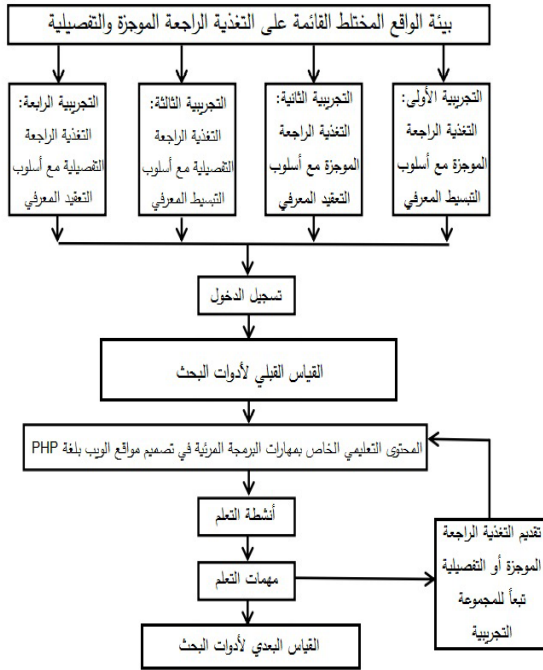 بيئة الواقع المختلط القائمة على التغذية الراجعة الموجزة والتفصيلية
التجريبية الأولى:
التغذية الراجعة
الموجزة مع أسلوب
التبسيط المعرفي
التجريبية الثانية:
التغذية الراجعة
الموجزة مع أسلوب
التعقيد المعرفي
التجريبية الثالثة:
التغذية الراجعة
التفصيلية مع أسلوب
التبسيط المعرفي
التجريبية الرابعة:
التغذية الراجعة
التفصيلية مع أسلوب
التعقيد المعرفي
تسجيل الدخول
القياس القبلي لأدوات البحث
المحتوى التعليمي الخاص بمهارات البرمجة المرئية في تصميم مواقع الويب بلغة PHP
أنشطة التعلم
مهمات التعلم
تقديم التغذية الراجعة
الموجزة أو التفصيلية
تبعاً للمجموعة
التجريبية
القياس البعدي لأدوات البحث